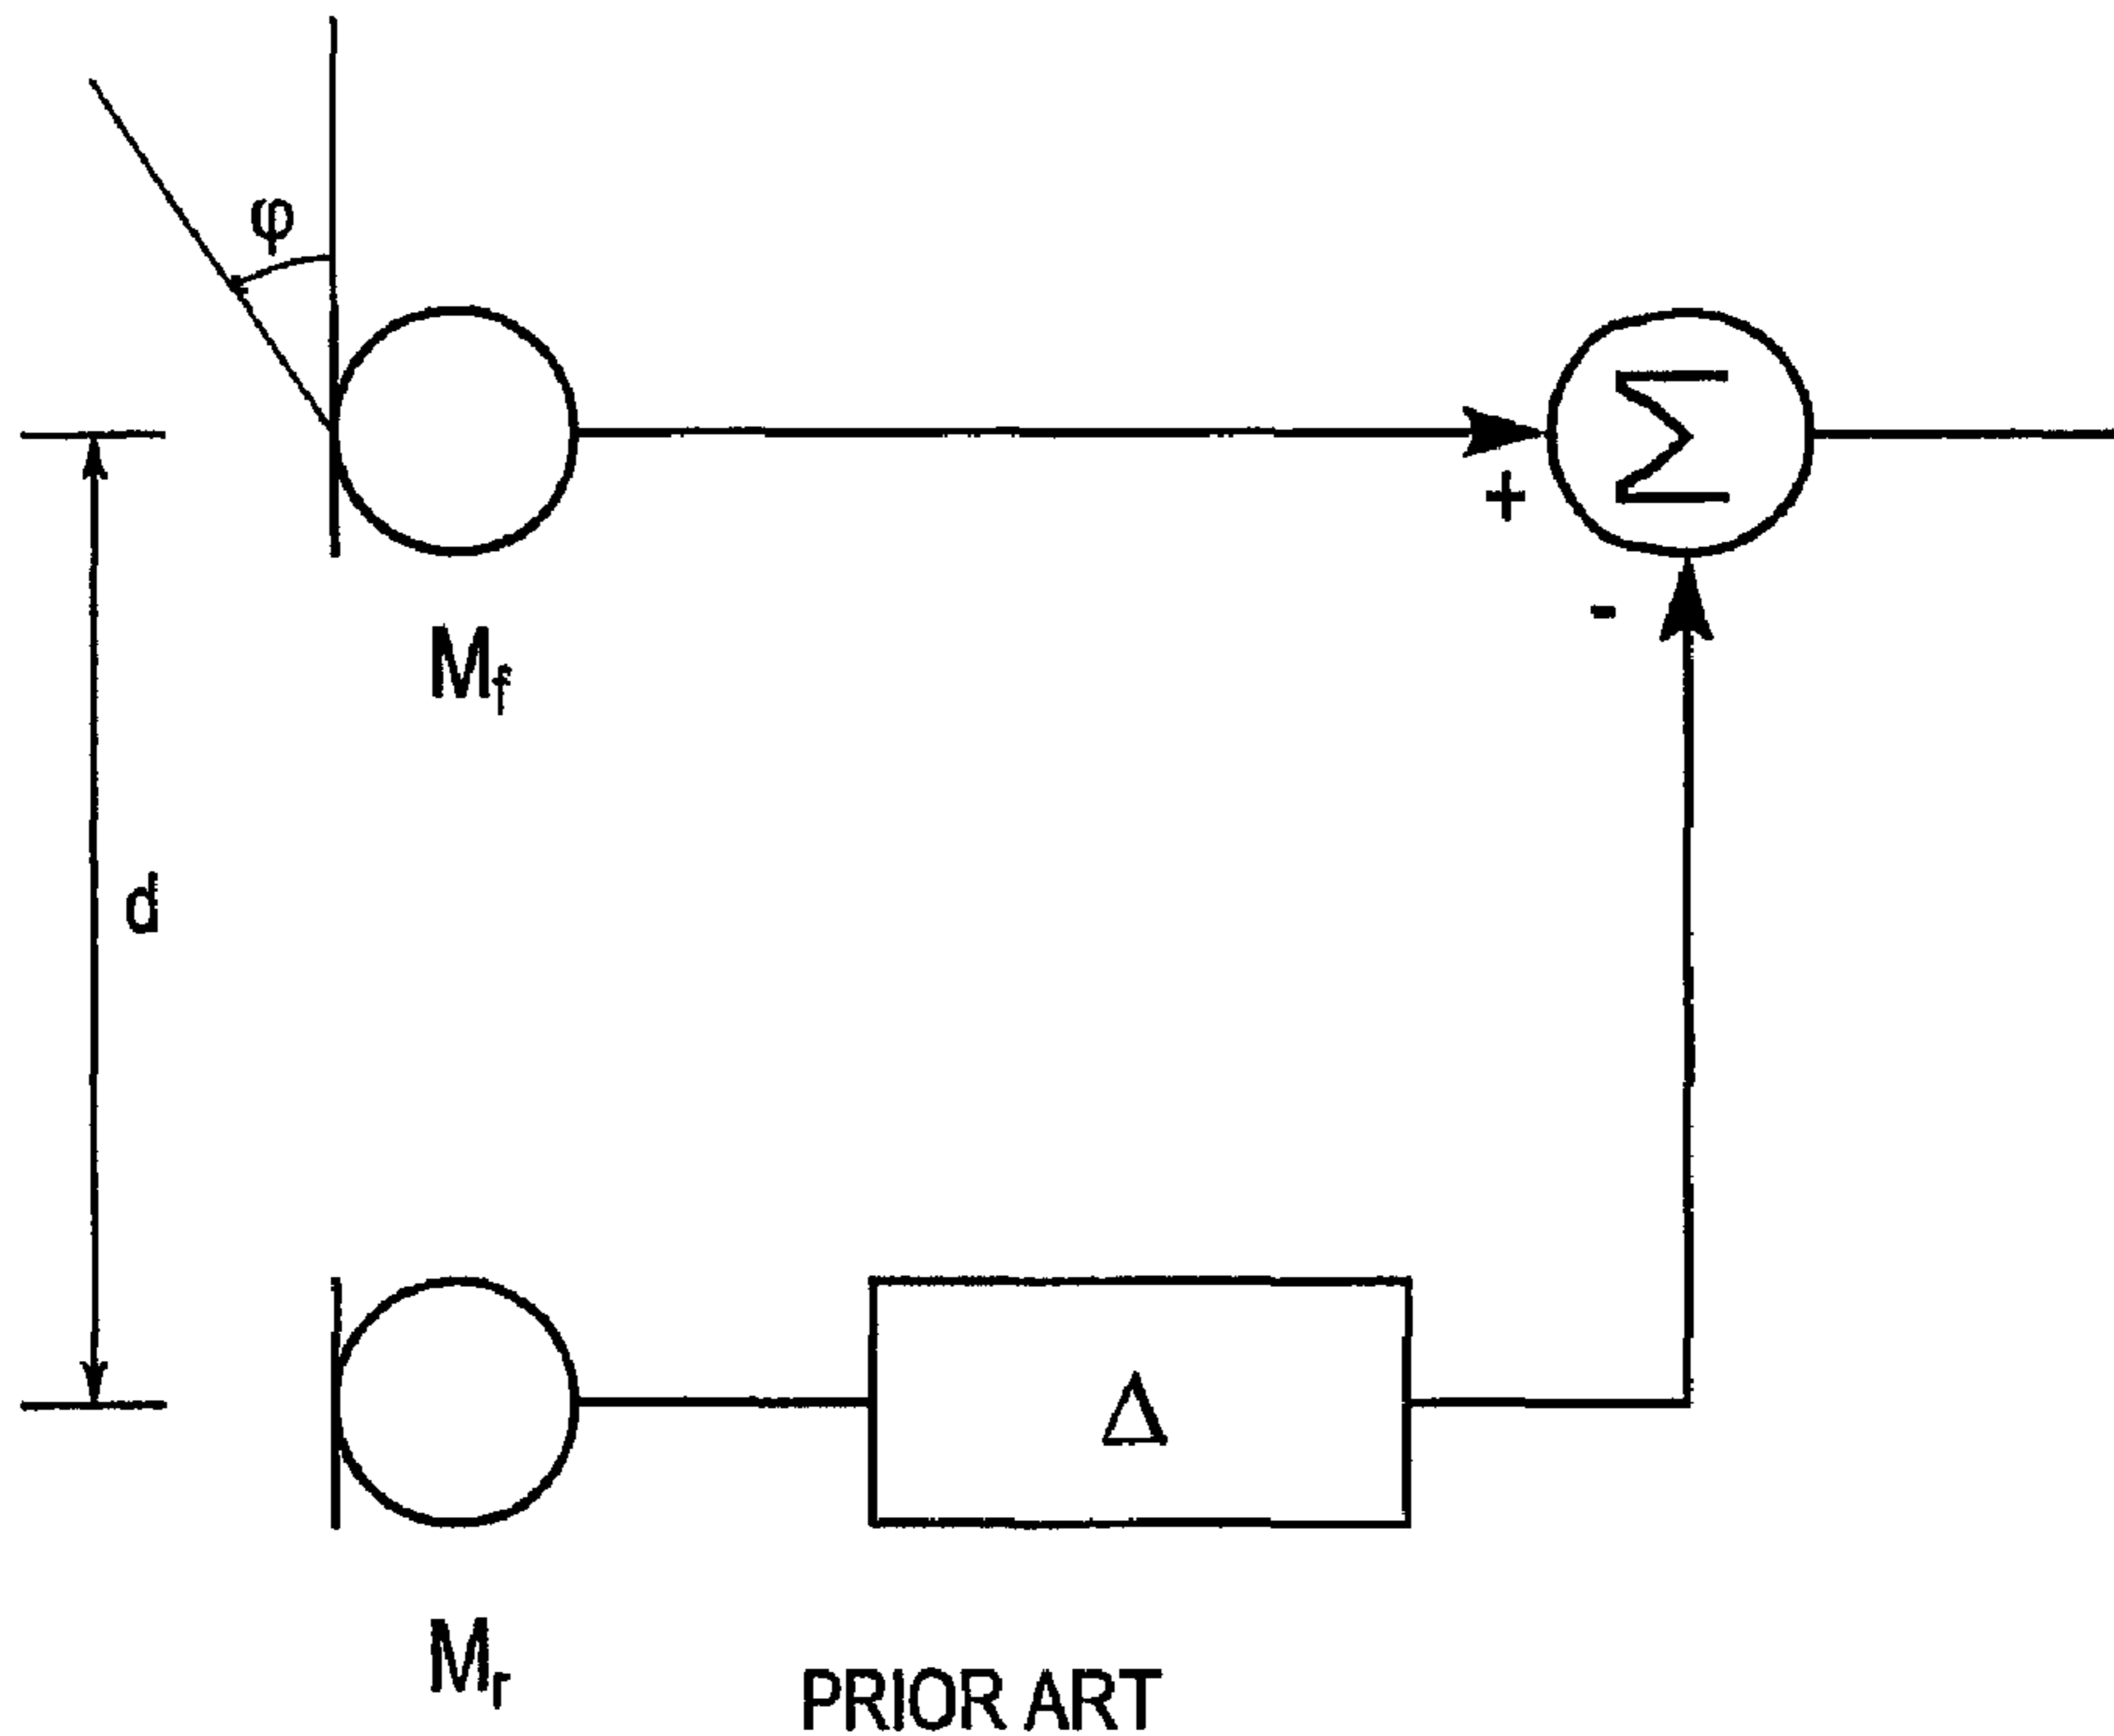 φ
Σ
+
-
M_f
d
Δ
M_r
PRIOR ART